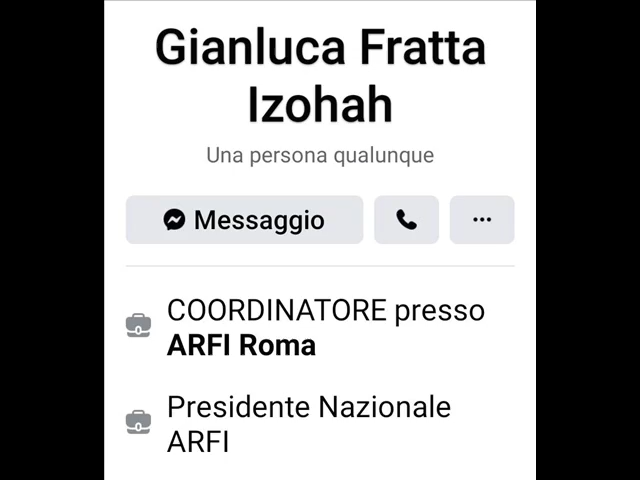 Gianluca Fratta
Izohah
Una persona qualunque
Messaggio
COORDINATORE presso
ARFI Roma
Presidente Nazionale
ARFI